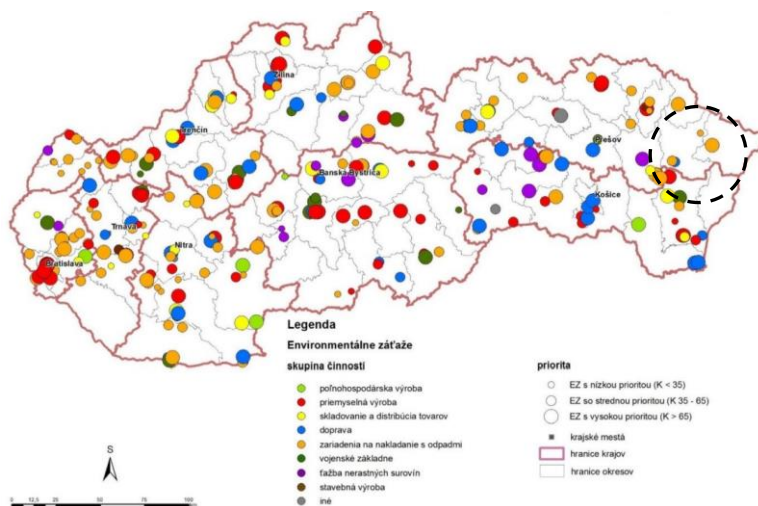 Žilina
Trenčín
Prešov
Banská Bystrica
Košice
Trnava
Nitra
Bratislava
Legenda
Environmentálne záťaže
skupina činností
poľnohospodárska výroba
priemyselná výroba
skladovanie a distribúcia tovarov
doprava
zariadenia na nakladanie s odpadmi
vojenské základne
ťažba nerastných surovín
stavebná výroba
iné
priorita
EZ s nízkou prioritou (K < 35)
EZ so strednou prioritou (K 35 - 65)
EZ s vysokou prioritou (K > 65)
krajské mestá
hranice krajov
hranice okresov
S
0 12,5 25 50 75 100